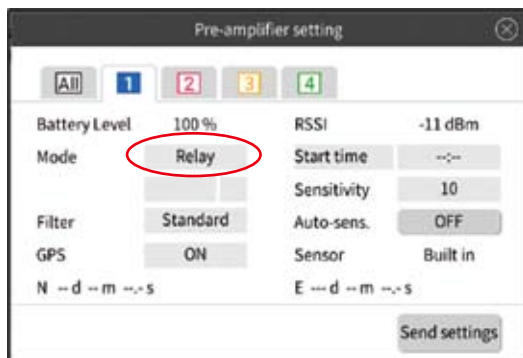 Pre-amplifier setting
All 1 2 3 4
Battery Level 100 % RSSI -11 dBm
Mode Relay Start time --:--
Sensitivity 10
Filter Standard Auto-sens. OFF
GPS ON Sensor Built in
N -- d -- m --.- s E --- d -- m --.- s
Send settings